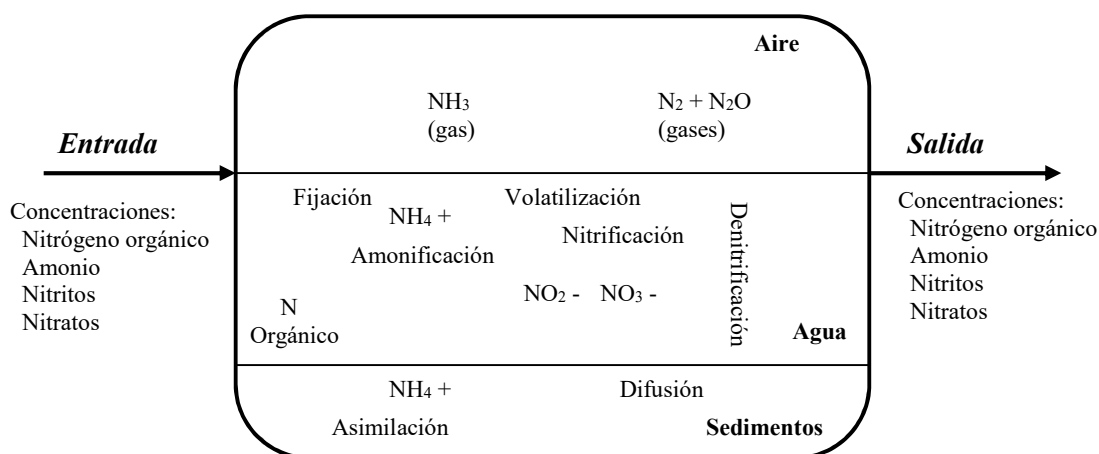 Aire
NH₃
(gas)
N₂ + N₂O
(gases)
Entrada
Salida
Concentraciones:
Nitrógeno orgánico
Amonio
Nitritos
Nitratos
Fijación
Volatilización
NH₄ +
Nitrificación
Amonificación
Denitrificación
NO₂ - NO₃ -
N
Orgánico
Agua
Concentraciones:
Nitrógeno orgánico
Amonio
Nitritos
Nitratos
NH₄ +
Difusión
Asimilación
Sedimentos